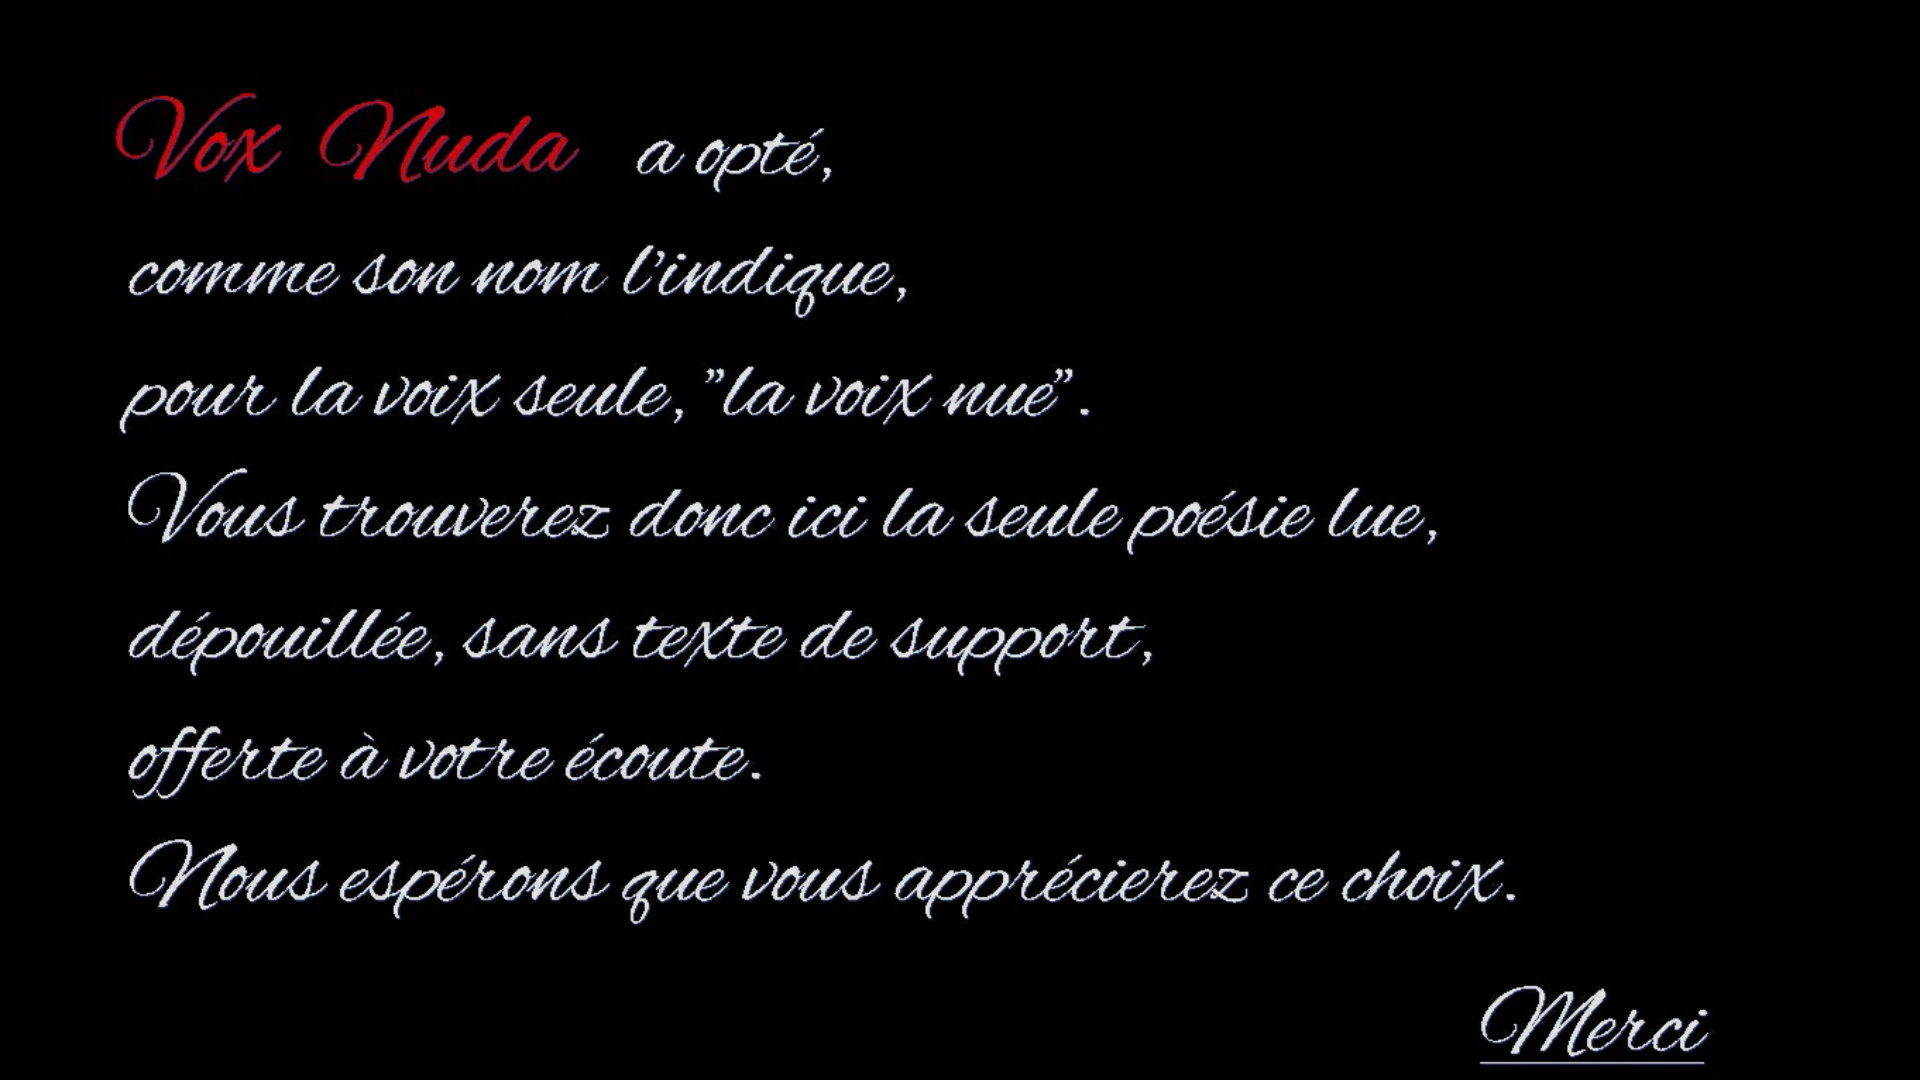 Vox Nuda a opté,
comme son nom l'indique,
pour la voix seule, "la voix nue".
Vous trouverez donc ici la seule poésie lue,
dépouillée, sans texte de support,
offerte à votre écoute.
Nous espérons que vous apprécierez ce choix.
Merci